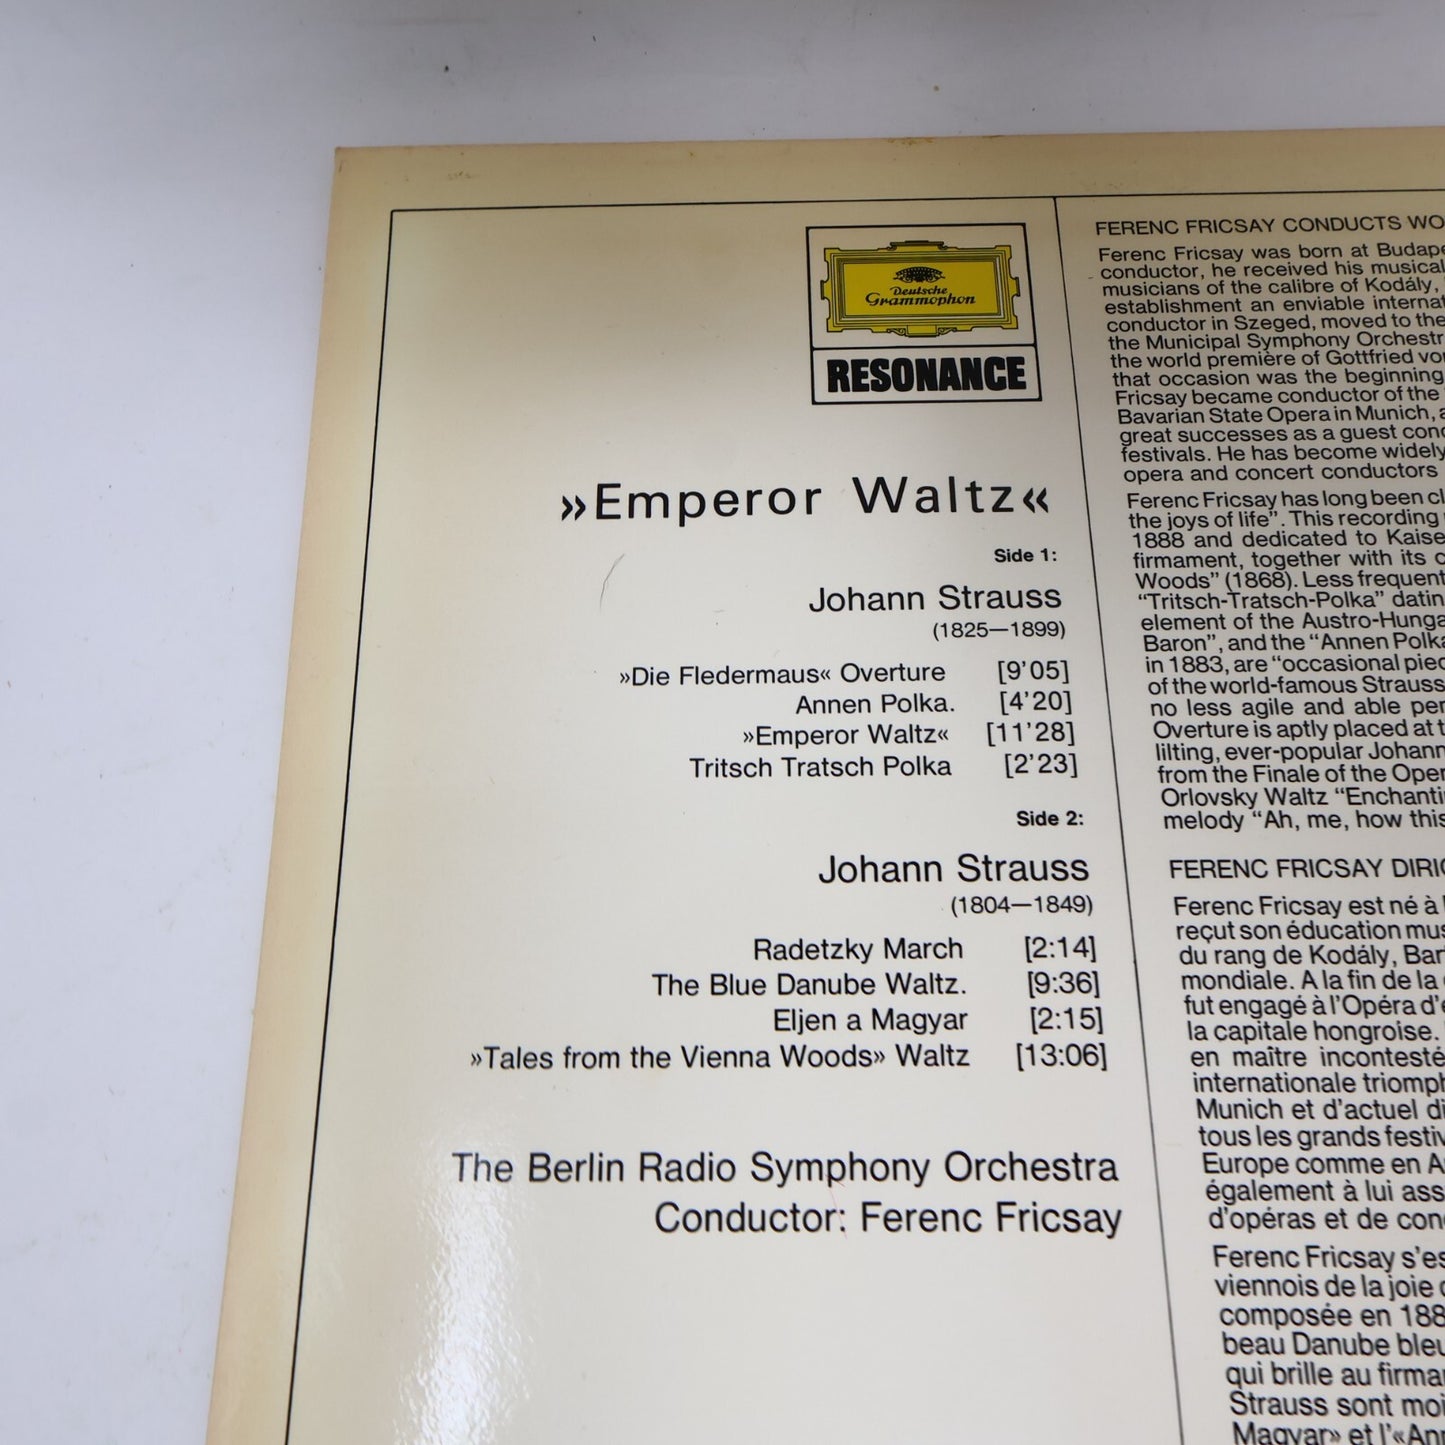 Deutsche
Grammophon
RESONANCE
»Emperor Waltz«
Side 1:
Johann Strauss
(1825—1899)
»Die Fledermaus« Overture [9'05]
Annen Polka. [4'20]
»Emperor Waltz« [11'28]
Tritsch Tratsch Polka [2'23]
Side 2:
Johann Strauss
(1804—1849)
Radetzky March [2:14]
The Blue Danube Waltz. [9:36]
Eljen a Magyar [2:15]
»Tales from the Vienna Woods» Waltz [13:06]
The Berlin Radio Symphony Orchestra
Conductor: Ferenc Fricsay
FERENC FRICSAY CONDUCTS
Ferenc Fricsay was born at
conductor, he received his musical
musicians of the calibre of Kodály,
establishment an enviable
conductor in Szeged, moved to the
the Municipal Symphony
the world première of Gottfried
that occasion was the beginning
Fricsay became conductor of the
Bavarian State Opera in Munich,
great successes as a guest
festivals. He has become widely
opera and concert conductors
Ferenc Fricsay has long been
the joys of life”. This recording
1888 and dedicated to
firmament, together with its
Woods” (1868). Less
“Tritsch-Tratsch-Polka”
element of the
Baron”, and the “Annen
in 1883, are “occasional
of the world-famous
no less agile and able
Overture is aptly placed at
lilting, ever-popular
from the Finale of the
Orlovsky Waltz
melody “Ah, me, how this
FERENC FRICSAY
Ferenc Fricsay est né à
reçut son éducation
du rang de Kodály,
mondiale. A la fin de la
fut engagé à l'Opéra
la capitale hongroise.
en maître incontesté
internationale
Munich et d'actuel
tous les grands
Europe comme en
également à lui
d'opéras et de
Ferenc Fricsay
viennois de la joie
composée en
beau Danube
qui brille au
Strauss sont
Magyar» et